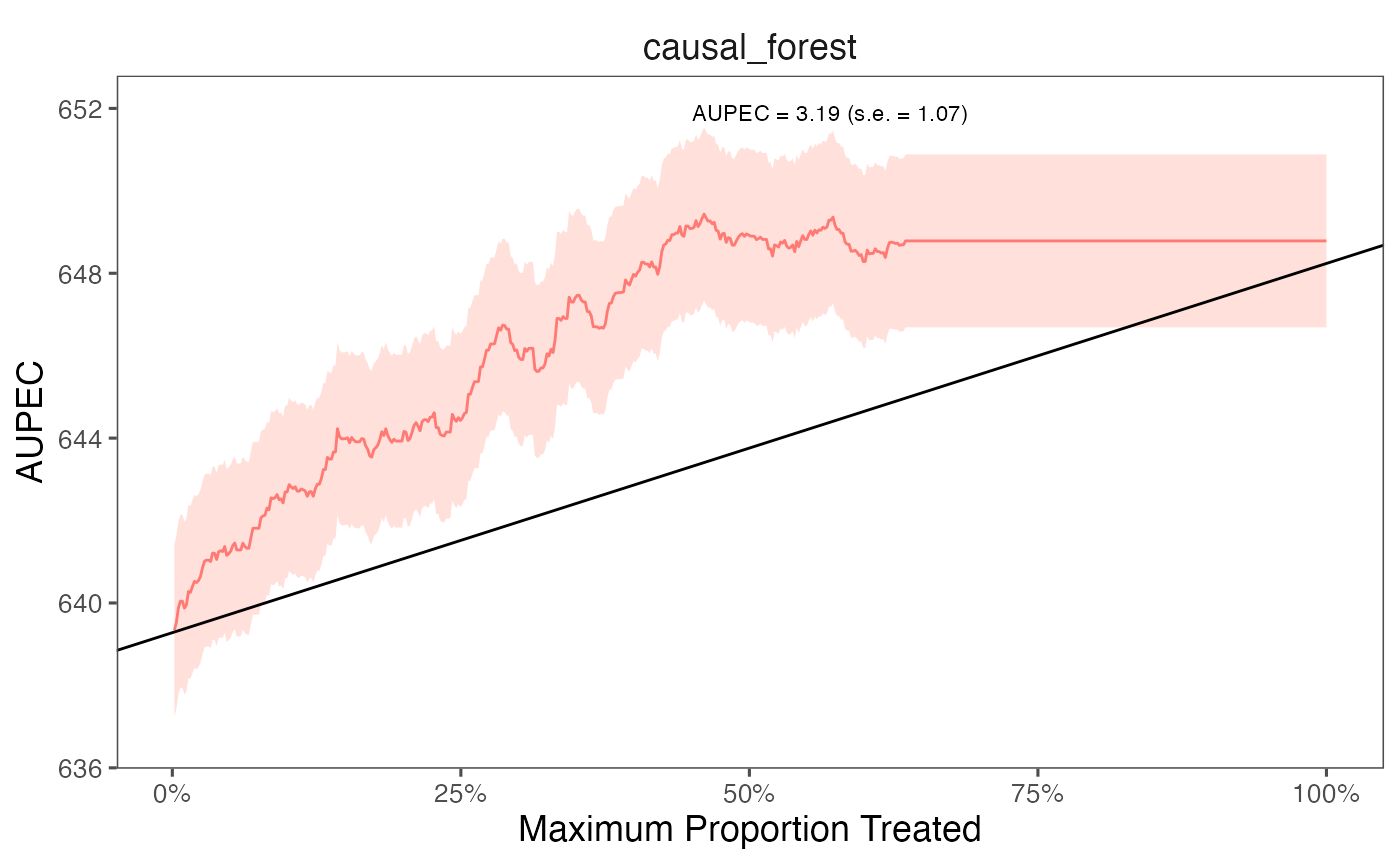 causal_forest
AUPEC = 3.19 (s.e. = 1.07)
652
648
644
640
636
AUPEC
0%
25%
50%
75%
100%
Maximum Proportion Treated